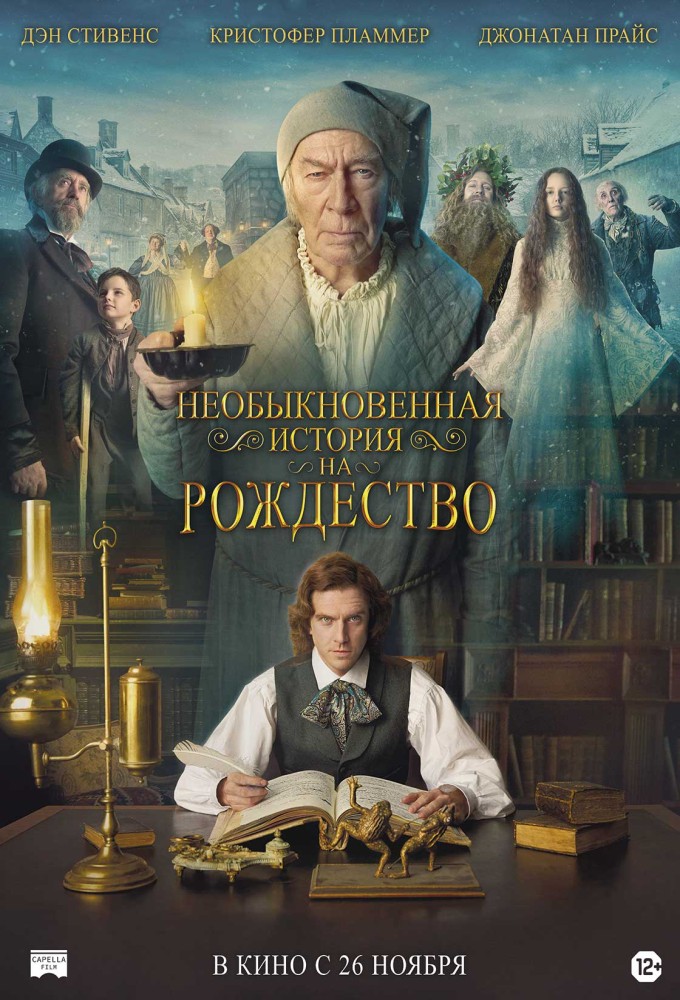 ДЭН СТИВЕНС КРИСТОФЕР ПЛАММЕР ДЖОНАТАН ПРАЙС
НЕОБЫКНОВЕННАЯ
ИСТОРИЯ
НА
РОЖДЕСТВО
CAPELLA
FILM
В КИНО С 26 НОЯБРЯ
12+